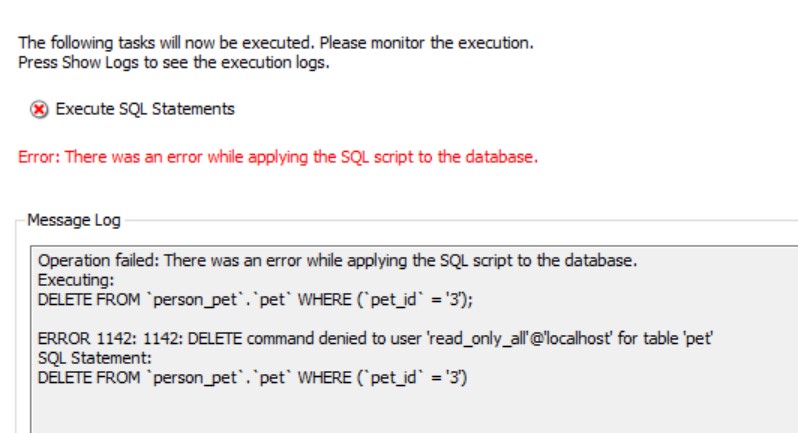 The following tasks will now be executed. Please monitor the execution.
Press Show Logs to see the execution logs.
Execute SQL Statements
Error: There was an error while applying the SQL script to the database.
Message Log
Operation failed: There was an error while applying the SQL script to the database.
Executing:
DELETE FROM `person_pet`.`pet` WHERE (`pet_id` = '3');
ERROR 1142: 1142: DELETE command denied to user 'read_only_all'@'localhost' for table 'pet'
SQL Statement:
DELETE FROM `person_pet`.`pet` WHERE (`pet_id` = '3')